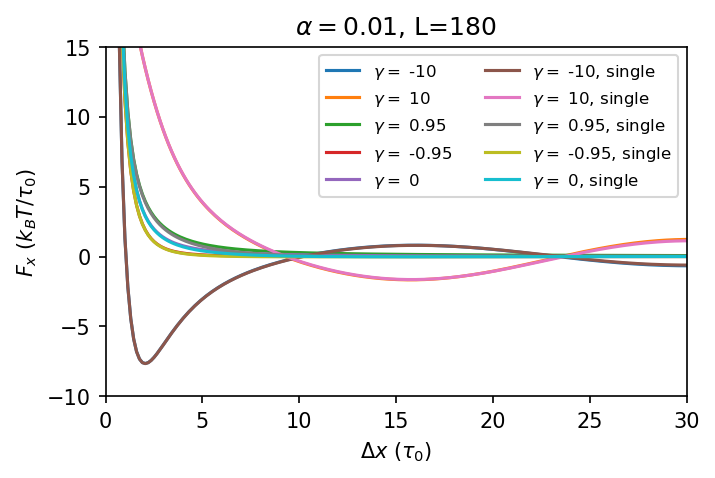 α = 0.01, L=180
15
10
5
0
−5
−10
F_x (k_BT/τ_0)
γ = -10
γ = 10
γ = 0.95
γ = -0.95
γ = 0
γ = -10, single
γ = 10, single
γ = 0.95, single
γ = -0.95, single
γ = 0, single
0 5 10 15 20 25 30
Δx (τ_0)